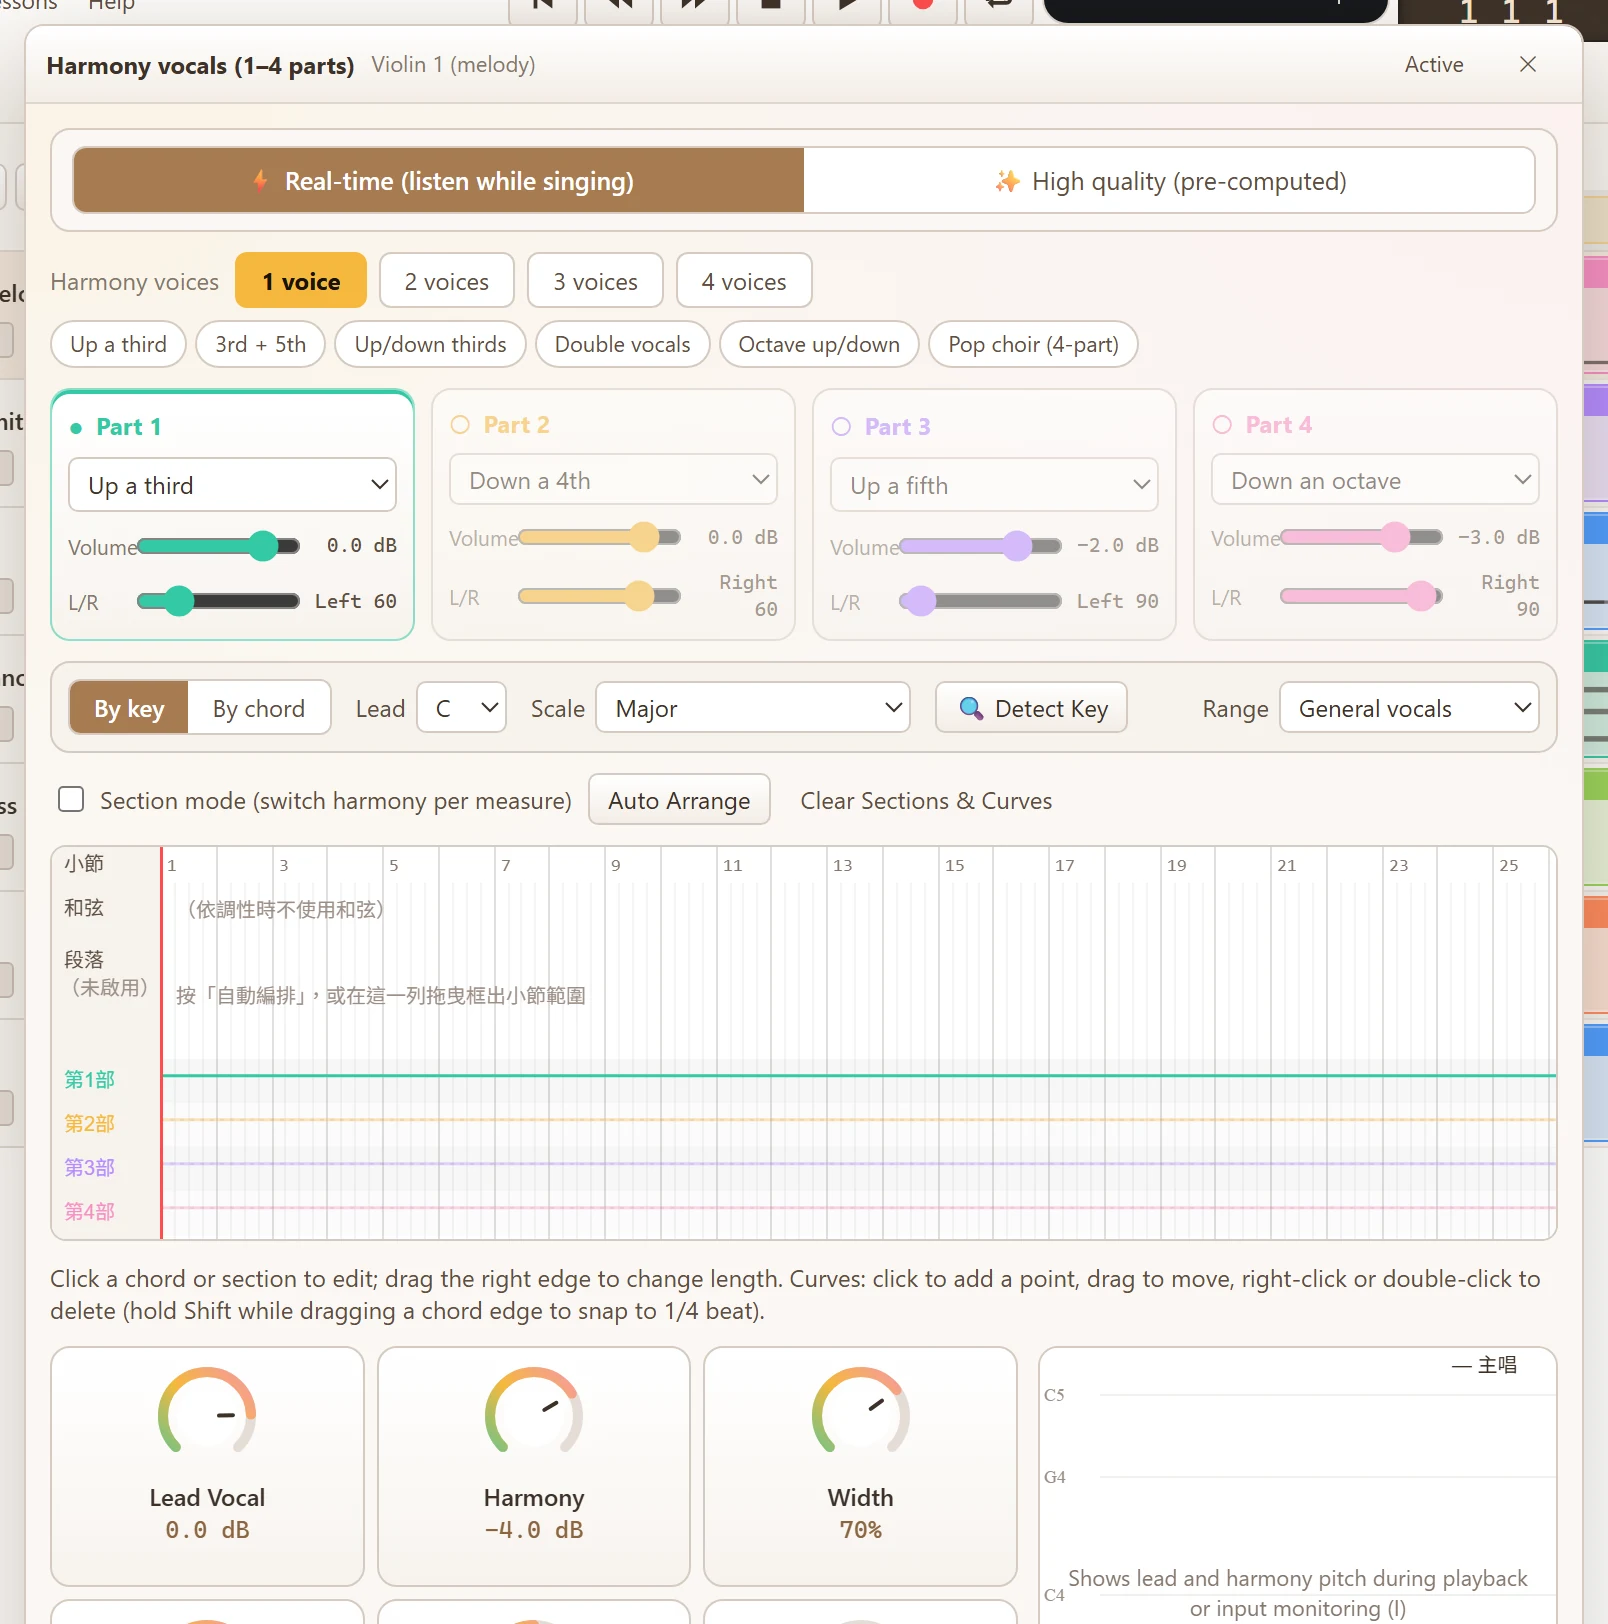 Help
1 1 1
Harmony vocals (1–4 parts) Violin 1 (melody) Active
Real-time (listen while singing) High quality (pre-computed)
Harmony voices 1 voice 2 voices 3 voices 4 voices
Up a third 3rd + 5th Up/down thirds Double vocals Octave up/down Pop choir (4-part)
Part 1
Up a third
Volume 0.0 dB
L/R Left 60
Part 2
Down a 4th
Volume 0.0 dB
L/R Right 60
Part 3
Up a fifth
Volume −2.0 dB
L/R Left 90
Part 4
Down an octave
Volume −3.0 dB
L/R Right 90
By key By chord Lead C Scale Major Detect Key Range General vocals
Section mode (switch harmony per measure) Auto Arrange Clear Sections & Curves
小節 1 3 5 7 9 11 13 15 17 19 21 23 25
和弦 （依調性時不使用和弦）
段落
（未啟用） 按「自動編排」，或在這一列拖曳框出小節範圍
第1部
第2部
第3部
第4部
Click a chord or section to edit; drag the right edge to change length. Curves: click to add a point, drag to move, right-click or double-click to
delete (hold Shift while dragging a chord edge to snap to 1/4 beat).
Lead Vocal
0.0 dB
Harmony
−4.0 dB
Width
70%
— 主唱
C5
G4
C4
Shows lead and harmony pitch during playback
or input monitoring (I)